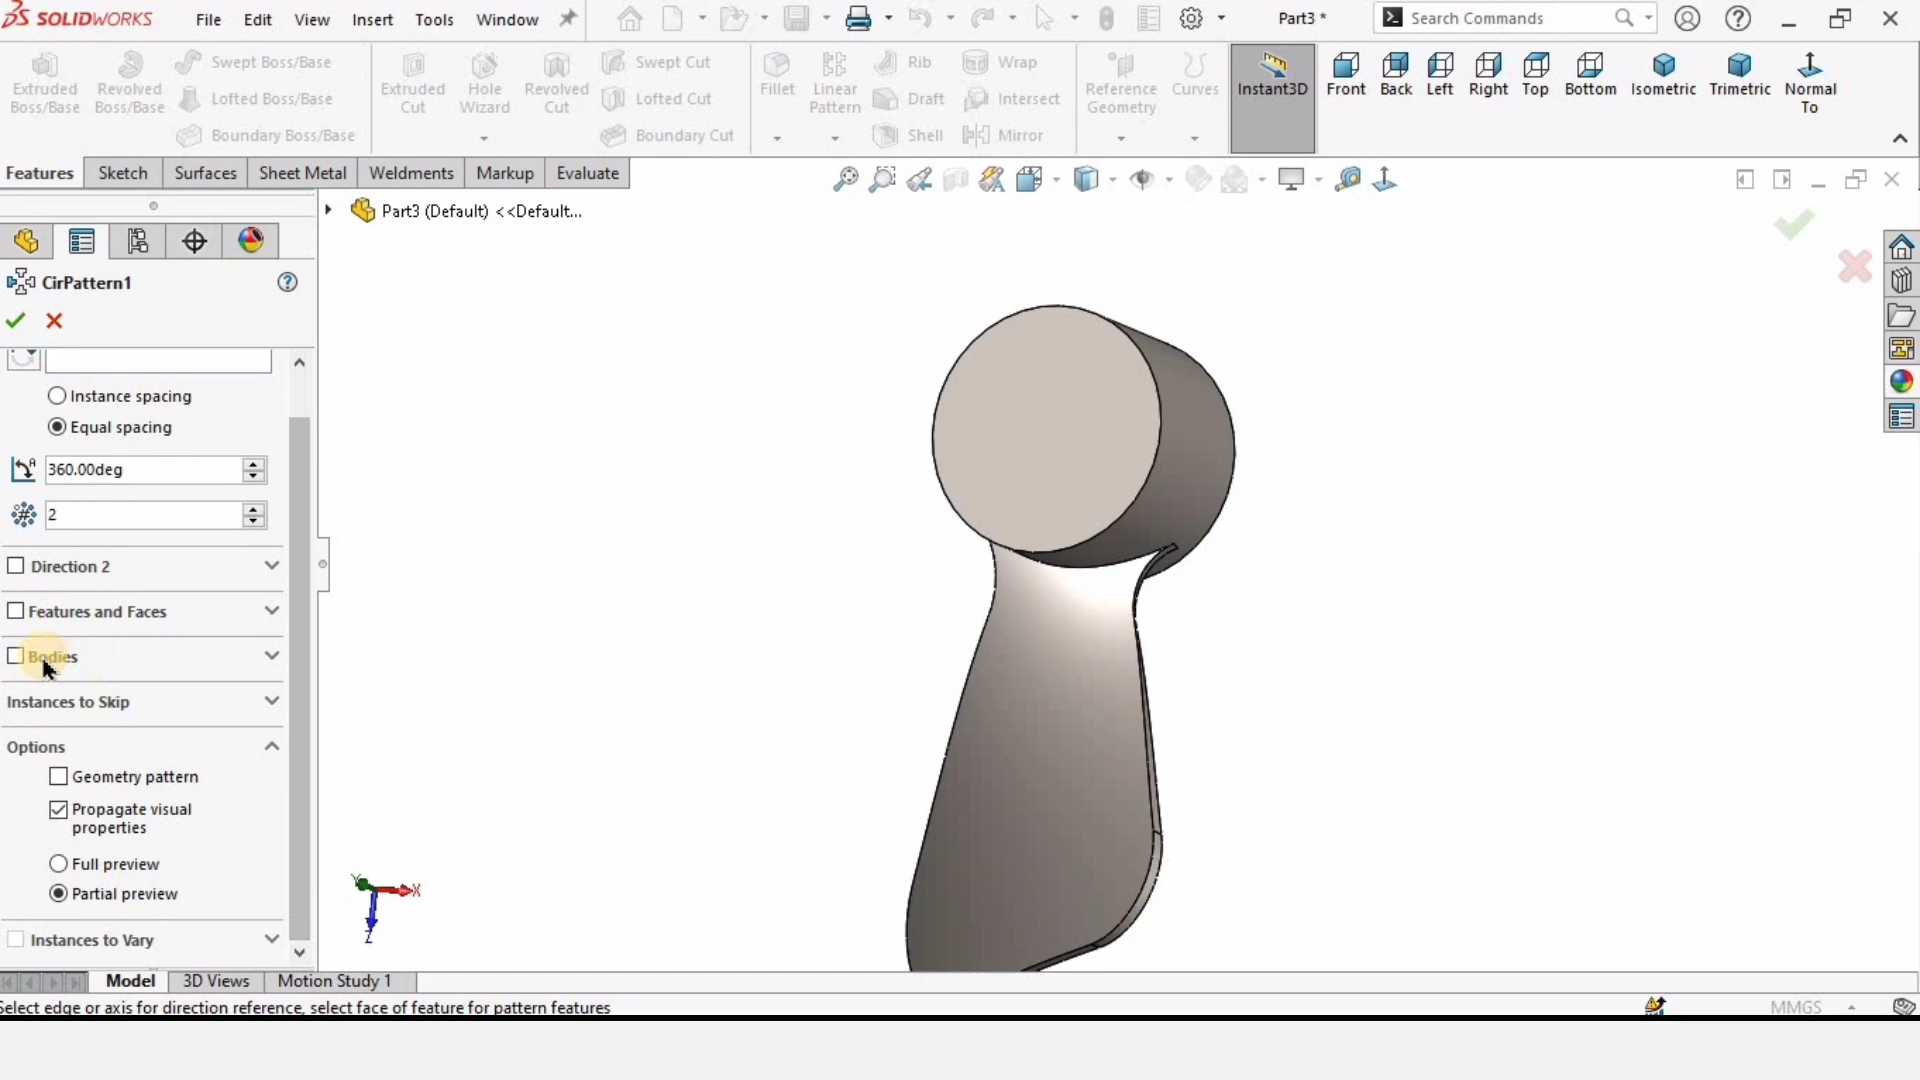 SOLIDWORKS File Edit View Insert Tools Window Part3 * Search Commands
Extruded Boss/Base
Revolved Boss/Base
Swept Boss/Base
Lofted Boss/Base
Boundary Boss/Base
Extruded Cut
Hole Wizard
Revolved Cut
Swept Cut
Lofted Cut
Boundary Cut
Fillet
Linear Pattern
Rib
Draft
Shell
Wrap
Intersect
Mirror
Reference Geometry
Curves
Instant3D
Front Back Left Right Top Bottom Isometric Trimetric Normal To
Features Sketch Surfaces Sheet Metal Weldments Markup Evaluate
Part3 (Default) <<Default...
CirPattern1
Instance spacing
Equal spacing
360.00deg
2
Direction 2
Features and Faces
Bodies
Instances to Skip
Options
Geometry pattern
Propagate visual
properties
Full preview
Partial preview
Instances to Vary
Y
X
Z
Model 3D Views Motion Study 1
Select edge or axis for direction reference, select face of feature for pattern features
MMGS